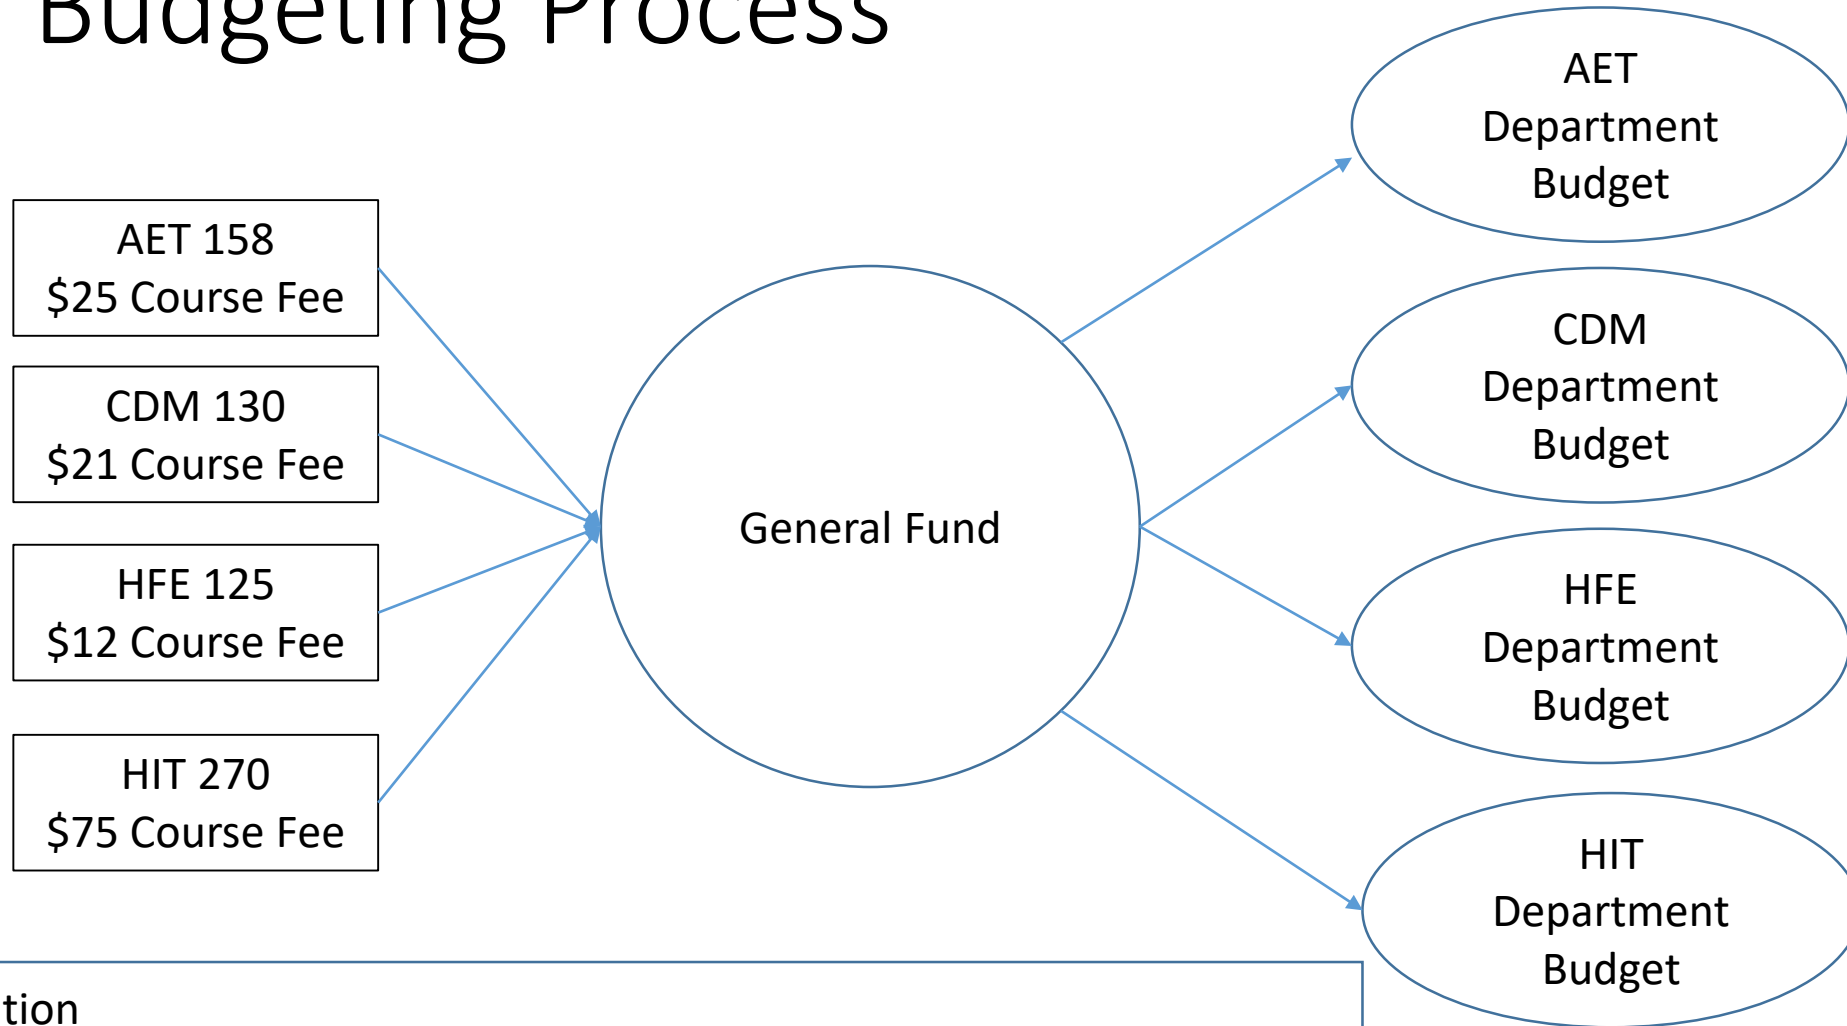 Budgeting Process
AET 158
$25 Course Fee
CDM 130
$21 Course Fee
HFE 125
$12 Course Fee
HIT 270
$75 Course Fee
General Fund
AET
Department
Budget
CDM
Department
Budget
HFE
Department
Budget
HIT
Department
Budget
tion